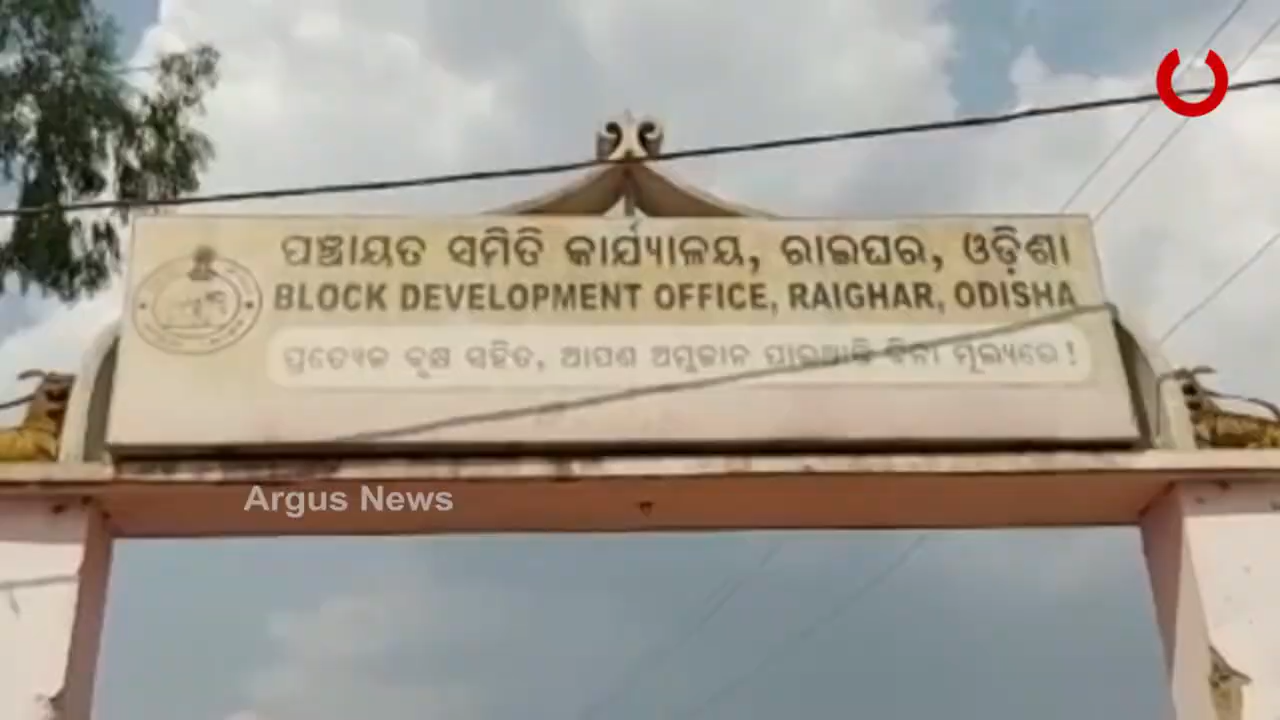 ପଞ୍ଚାୟତ ସମିତି କାର୍ଯ୍ୟାଳୟ, ରାଇଘର, ଓଡ଼ିଶା
BLOCK DEVELOPMENT OFFICE, RAIGHAR, ODISHA
ପ୍ରତ୍ୟେକ ବୃକ୍ଷ ସହିତ, ଆପଣ ଅମ୍ଳଜାନ ପାଇଥାନ୍ତି ବିନା ମୂଲ୍ୟରେ!
Argus News